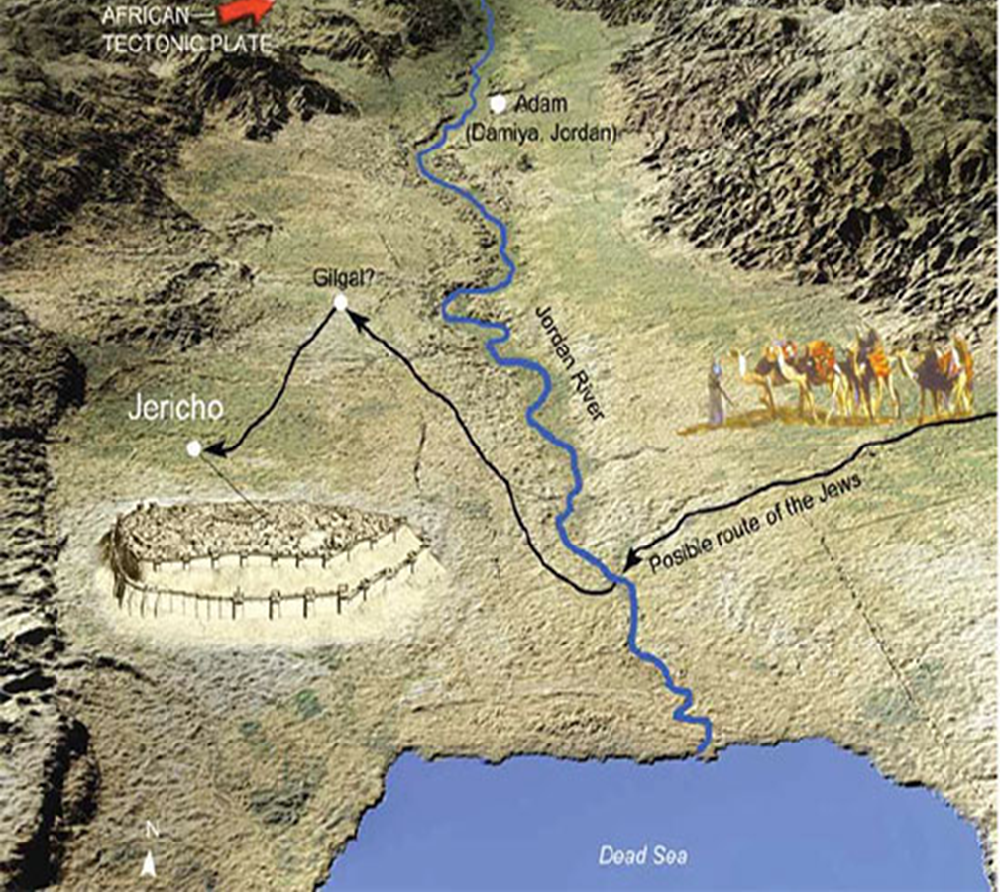 AFRICAN
TECTONIC PLATE
Adam
(Damiya, Jordan)
Gilgal?
Jordan River
Jericho
Posible route of the Jews
N
Dead Sea